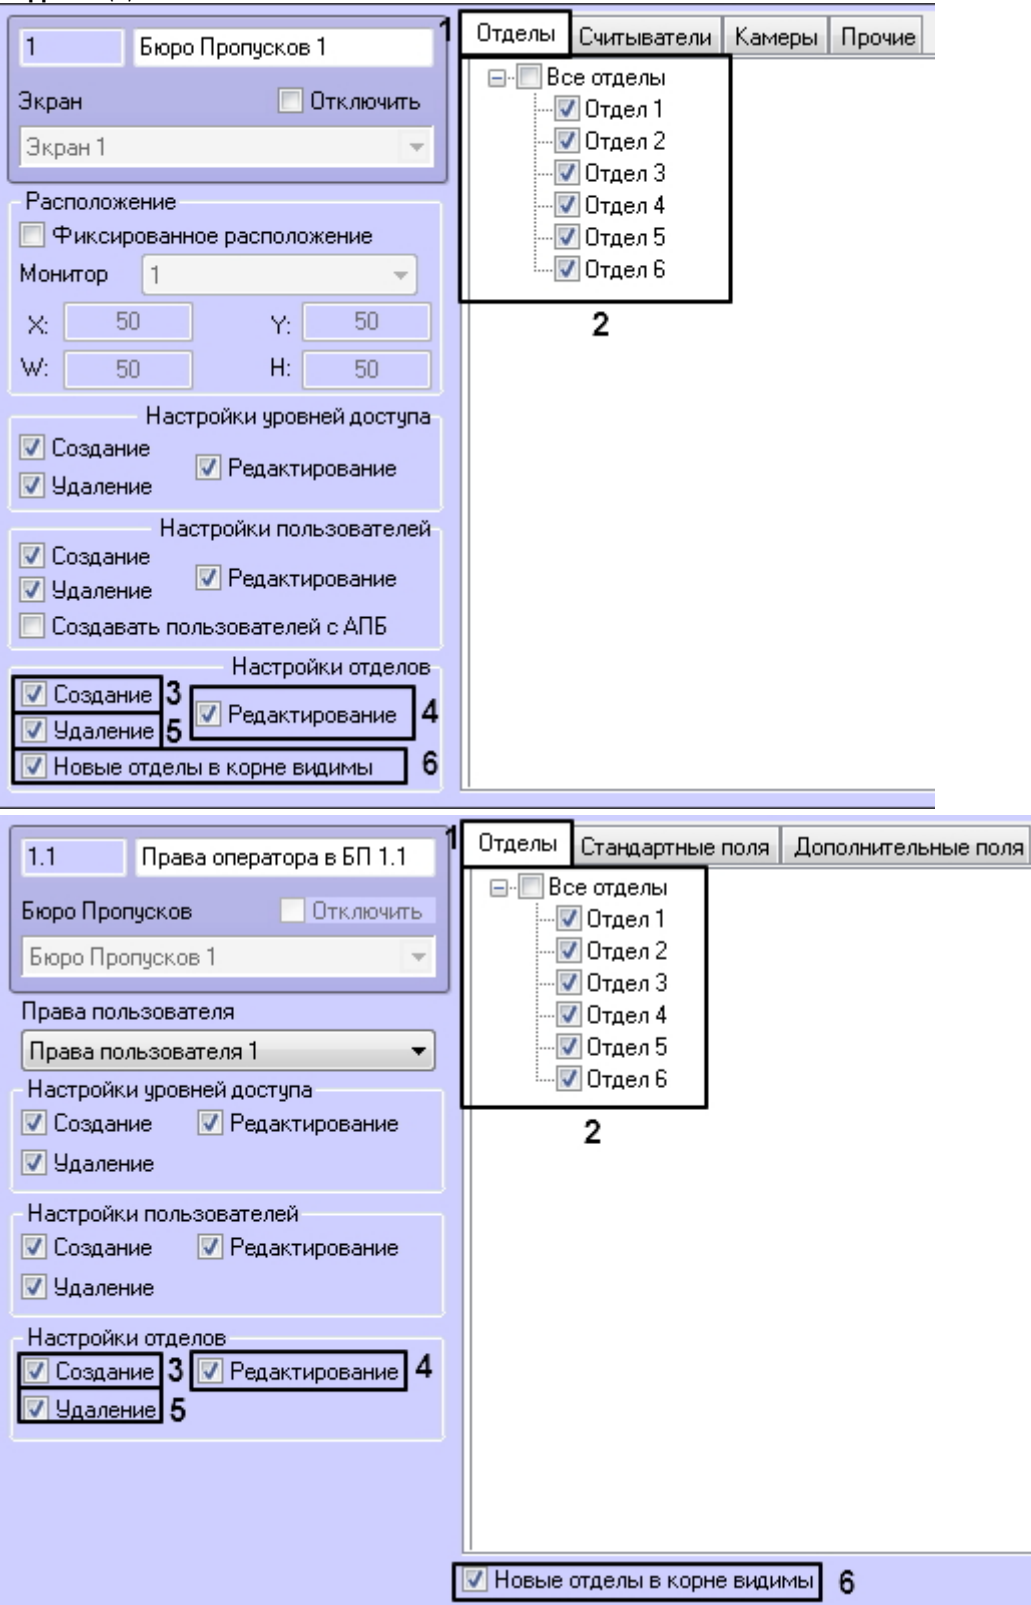 1 Бюро Пропусков 1
Экран Отключить
Экран 1
Расположение
Фиксированное расположение
Монитор 1
X: 50 Y: 50
W: 50 H: 50
Настройки уровней доступа
Создание
Редактирование
Удаление
Настройки пользователей
Создание
Редактирование
Удаление
Создавать пользователей с АПБ
Настройки отделов
Создание 3
Редактирование 4
Удаление 5
Новые отделы в корне видимы 6
1 Отделы Считыватели Камеры Прочие
Все отделы
Отдел 1
Отдел 2
Отдел 3
Отдел 4
Отдел 5
Отдел 6
2
1.1 Права оператора в БП 1.1
Бюро Пропусков Отключить
Бюро Пропусков 1
Права пользователя
Права пользователя 1
Настройки уровней доступа
Создание Редактирование
Удаление
Настройки пользователей
Создание Редактирование
Удаление
Настройки отделов
Создание 3 Редактирование 4
Удаление 5
1 Отделы Стандартные поля Дополнительные поля
Все отделы
Отдел 1
Отдел 2
Отдел 3
Отдел 4
Отдел 5
Отдел 6
2
Новые отделы в корне видимы 6